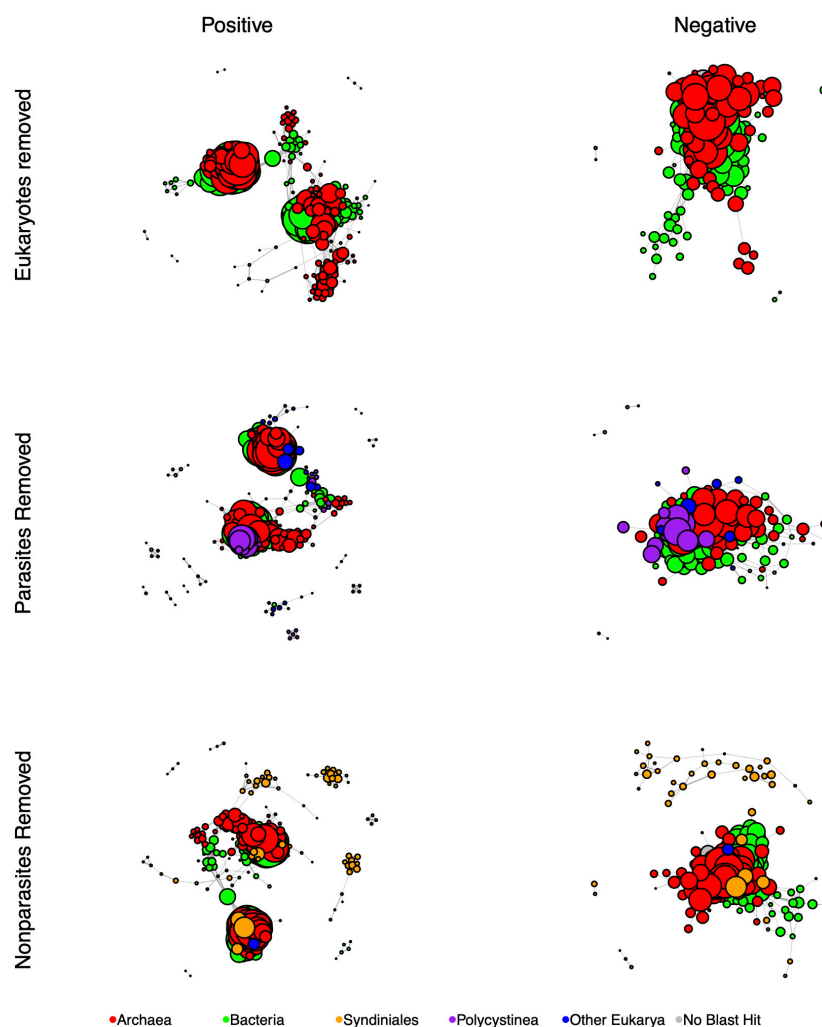 Positive
Negative
Eukaryotes removed
Parasites Removed
Nonparasites Removed
Archaea Bacteria Syndiniales Polycystinea Other Eukarya No Blast Hit